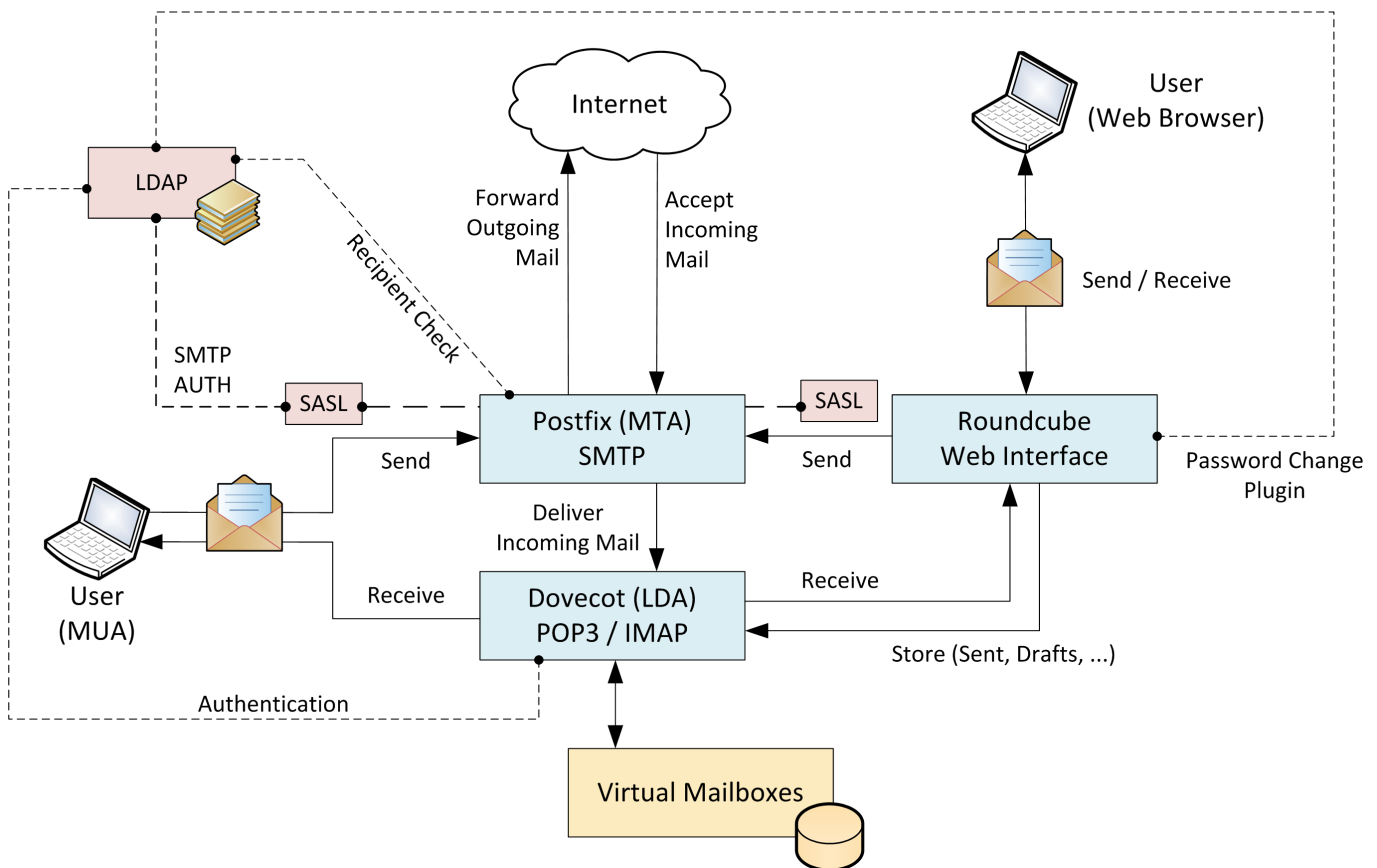 Internet
User
(Web Browser)
LDAP
Forward
Outgoing
Mail
Accept
Incoming
Mail
Recipient Check
Send / Receive
SMTP
AUTH
SASL
SASL
Postfix (MTA)
SMTP
Roundcube
Web Interface
Send
Send
Password Change
Plugin
Deliver
Incoming Mail
User
(MUA)
Receive
Dovecot (LDA)
POP3 / IMAP
Receive
Store (Sent, Drafts, ...)
Authentication
Virtual Mailboxes